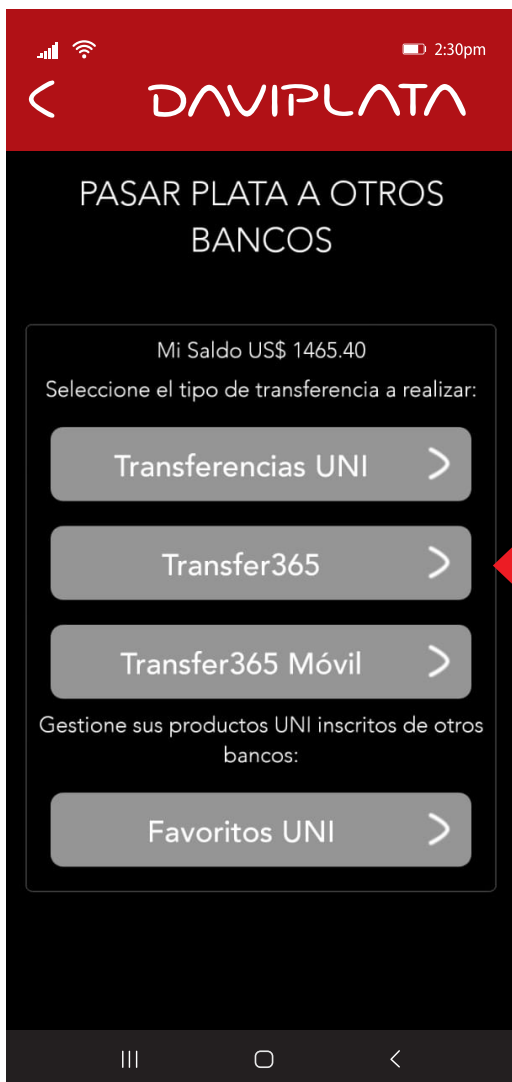 2:30pm
DAVIPLATA
PASAR PLATA A OTROS
BANCOS
Mi Saldo US$ 1465.40
Seleccione el tipo de transferencia a realizar:
Transferencias UNI
Transfer365
Transfer365 Móvil
Gestione sus productos UNI inscritos de otros
bancos:
Favoritos UNI